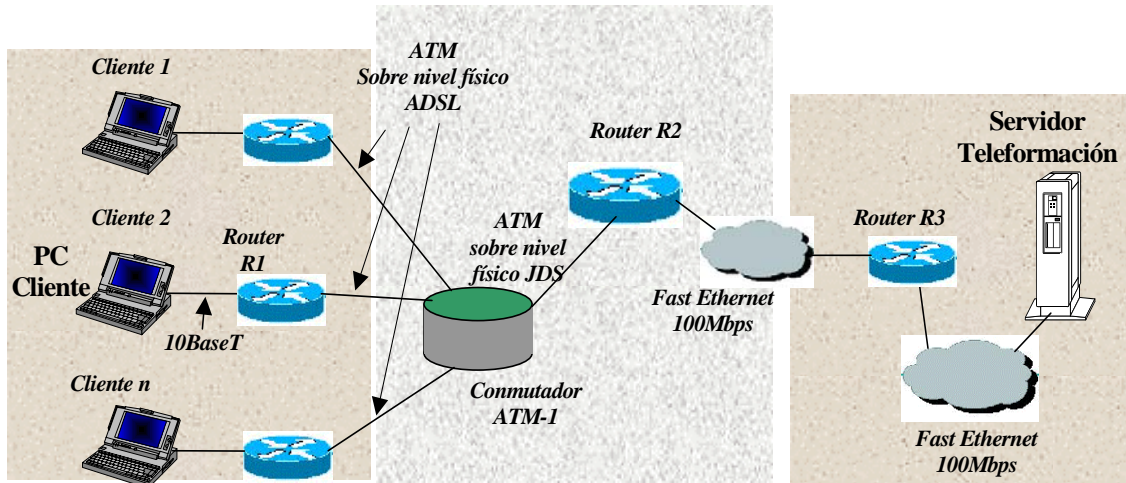 Cliente 1
ATM
Sobre nivel físico
ADSL
Router R2
Servidor
Teleformación
Cliente 2
PC
Cliente
Router
R1
10BaseT
ATM
sobre nivel
físico JDS
Router R3
Fast Ethernet
100Mbps
Cliente n
Conmutador
ATM-1
Fast Ethernet
100Mbps